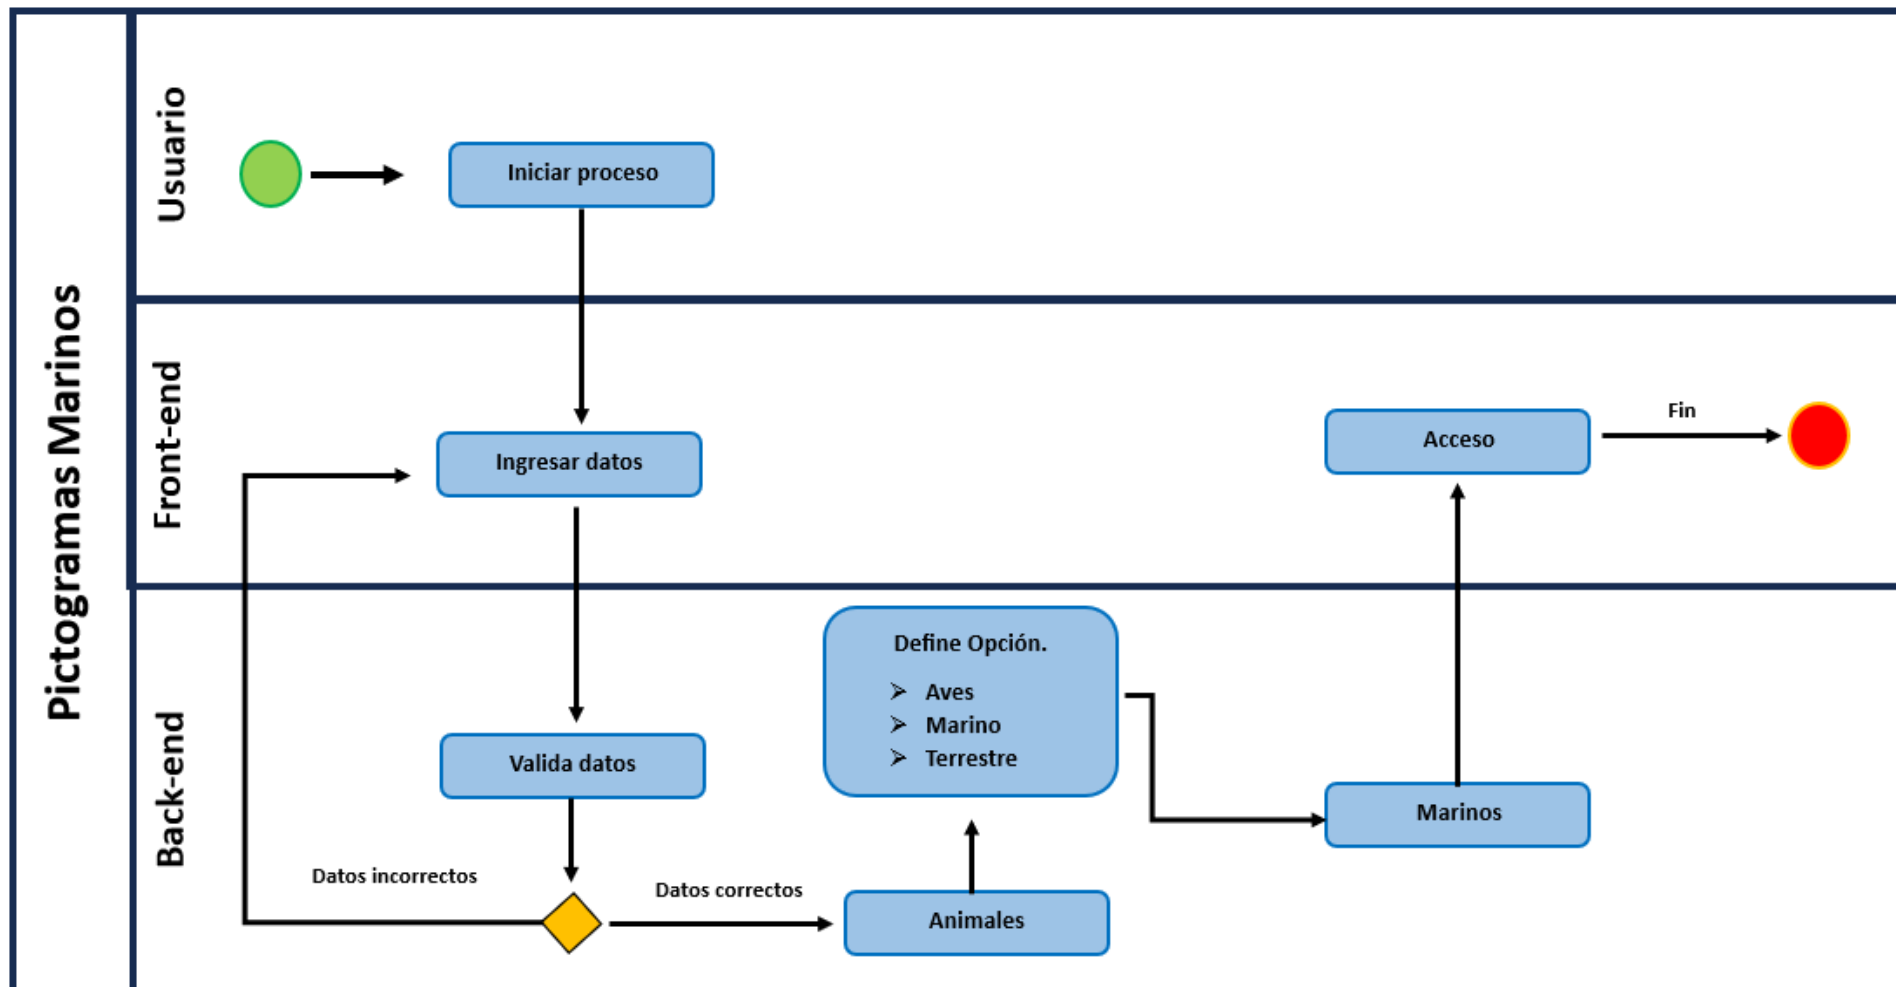 Pictogramas Marinos
Usuario
Iniciar proceso
Front-end
Ingresar datos
Acceso
Fin
Back-end
Define Opción.
➢ Aves
➢ Marino
➢ Terrestre
Valida datos
Marinos
Datos incorrectos
Datos correctos
Animales